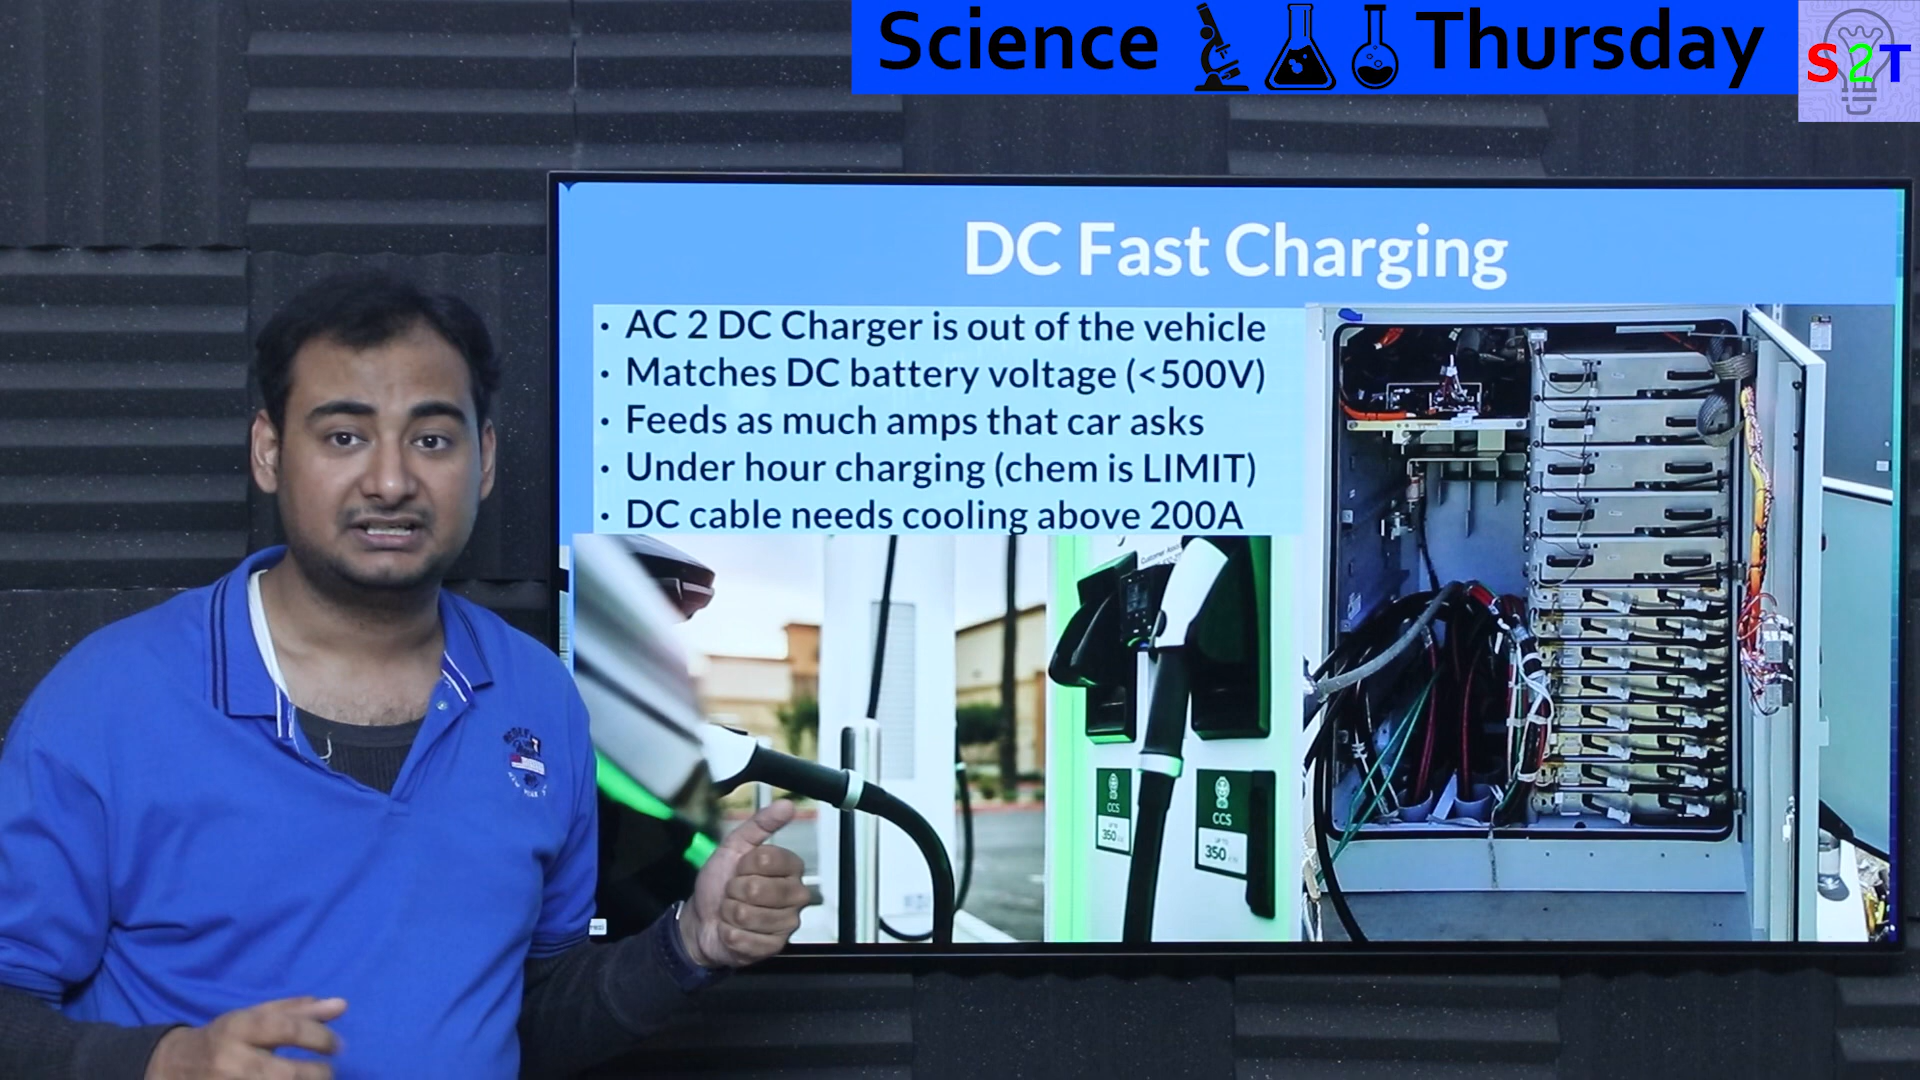 Science Thursday
S2T
DC Fast Charging
• AC 2 DC Charger is out of the vehicle
• Matches DC battery voltage (<500V)
• Feeds as much amps that car asks
• Under hour charging (chem is LIMIT)
• DC cable needs cooling above 200A
CCS
350
CCS
350